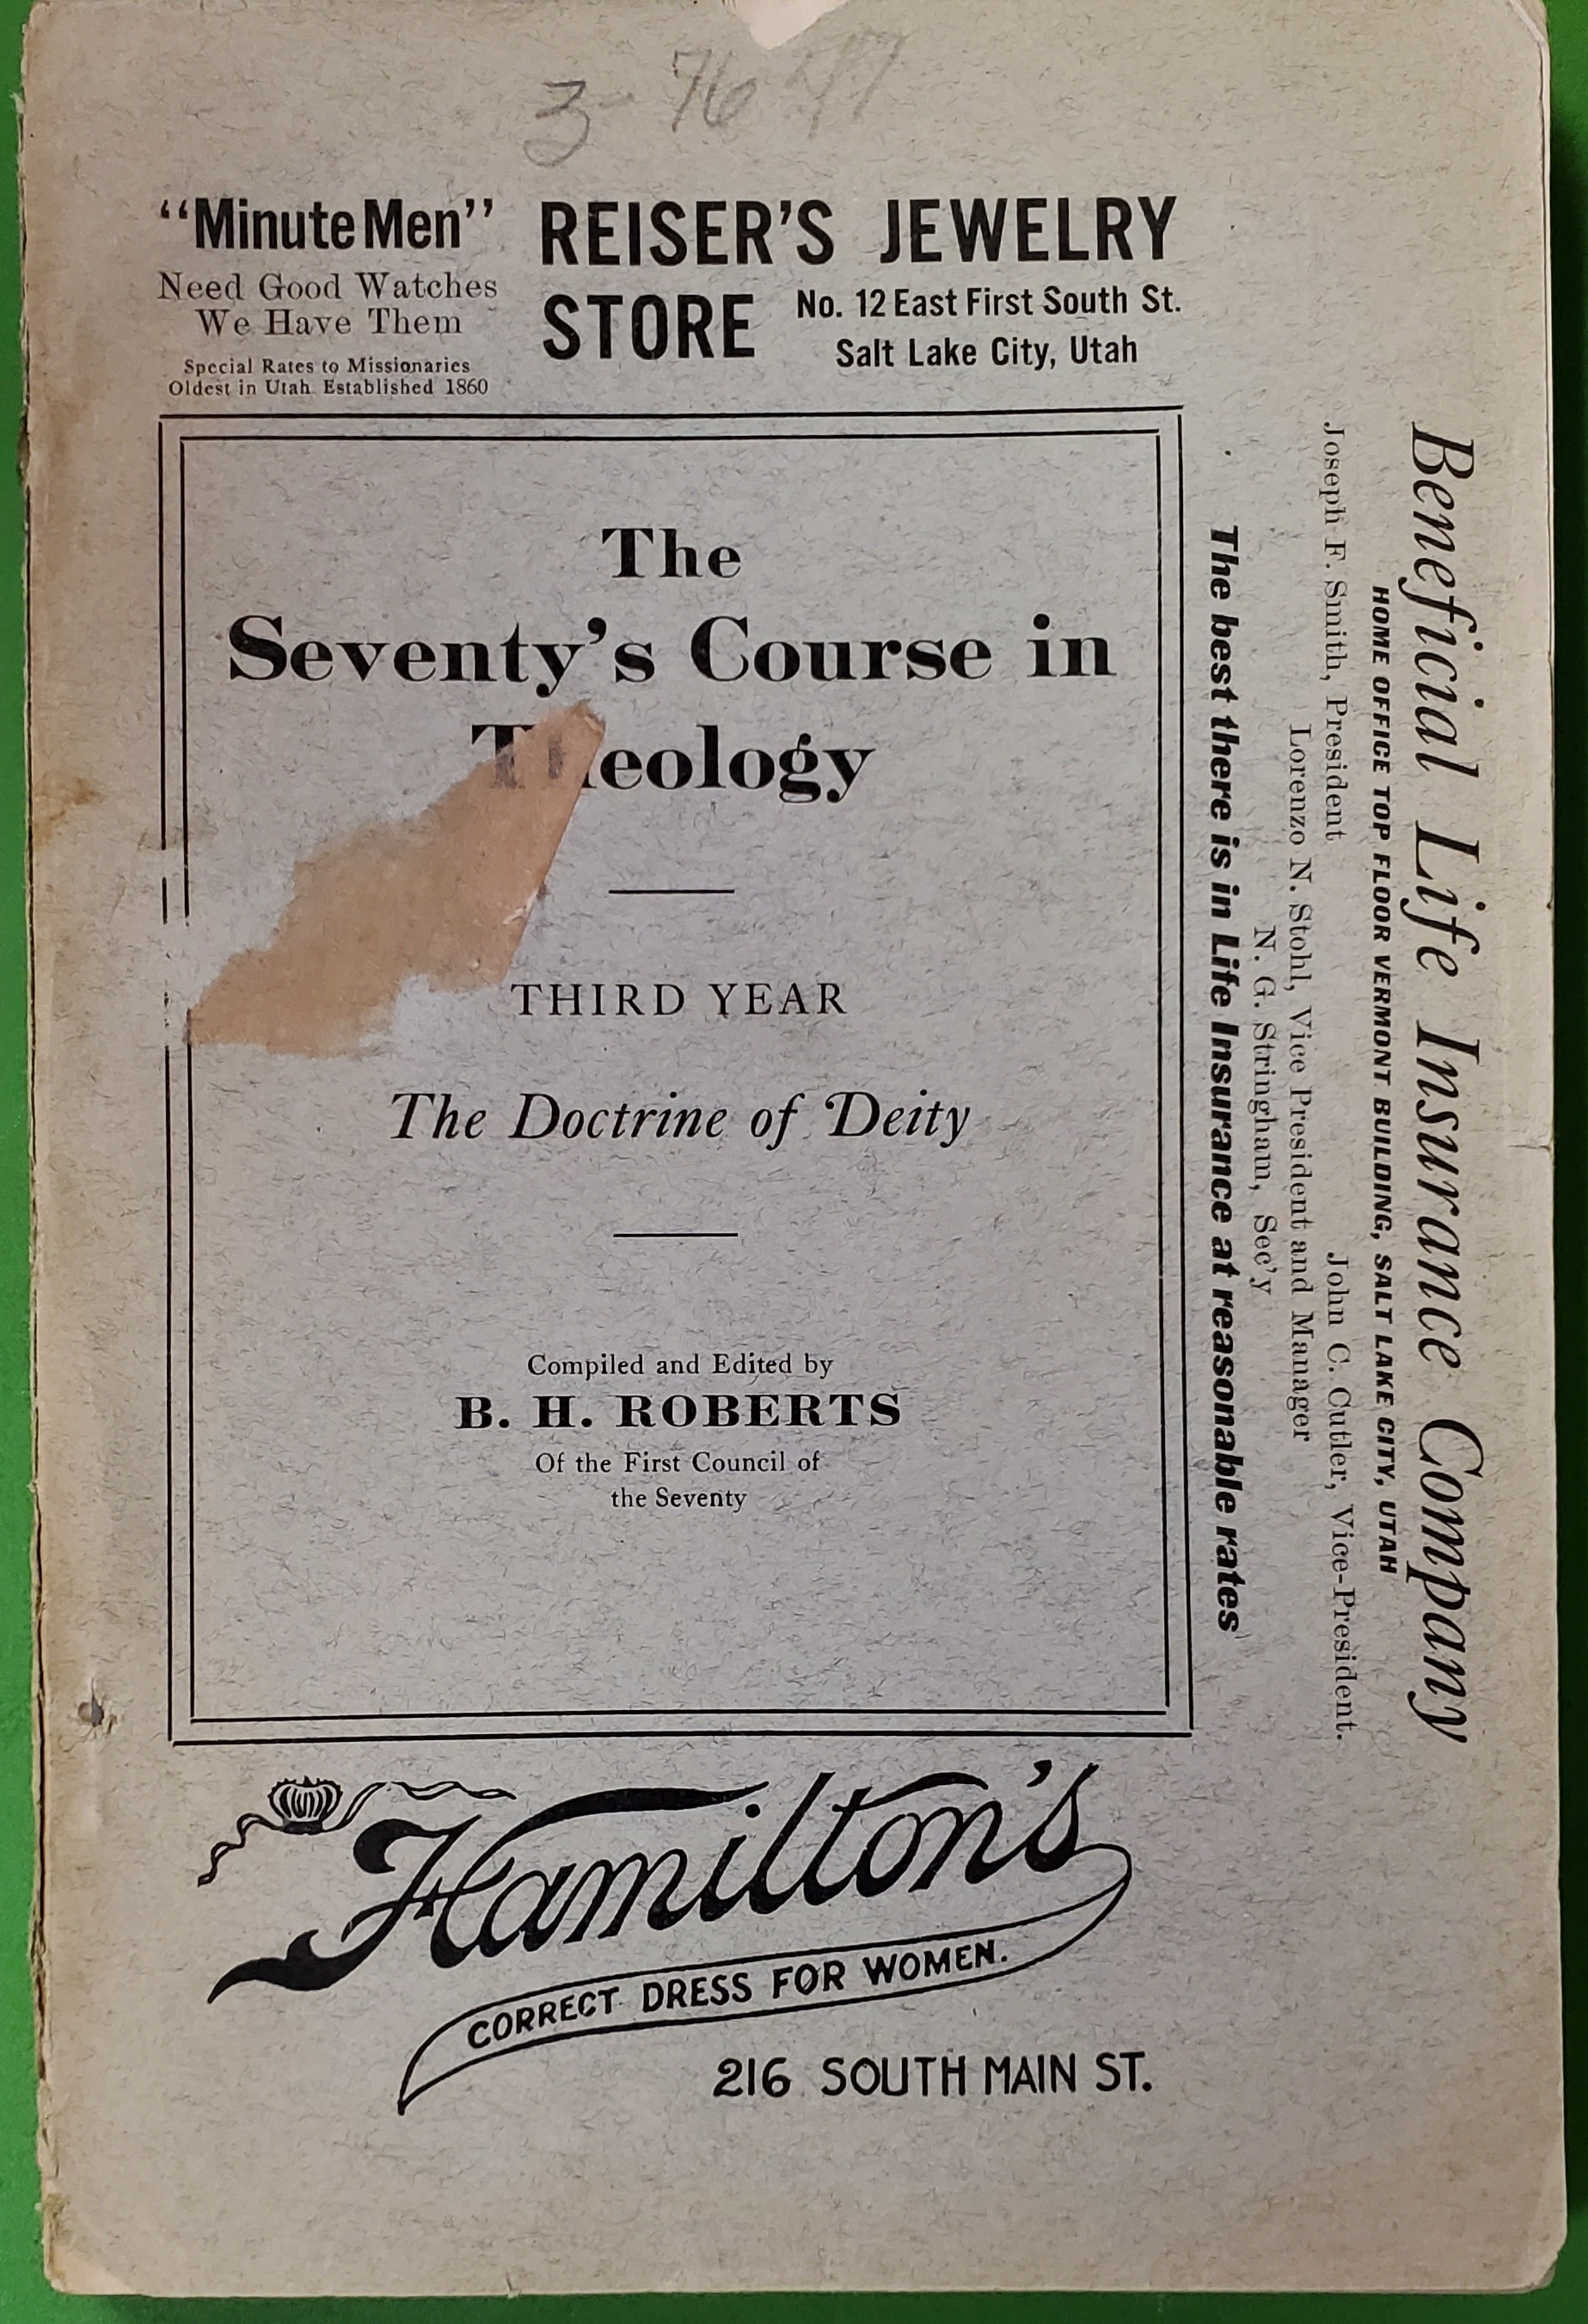 3 - 76 - 77
“Minute Men”
Need Good Watches
We Have Them
Special Rates to Missionaries
Oldest in Utah Established 1860
REISER'S JEWELRY
STORE
No. 12 East First South St.
Salt Lake City, Utah
The
Seventy's Course in
Theology
THIRD YEAR
The Doctrine of Deity
Compiled and Edited by
B. H. ROBERTS
Of the First Council of
the Seventy
Beneficial Life Insurance Company
HOME OFFICE TOP FLOOR VERMONT BUILDING, SALT LAKE CITY, UTAH
Joseph F. Smith, President John C. Cutler, Vice-President.
Lorenzo N. Stohl, Vice President and Manager
N. G. Stringham, Sec'y
The best there is in Life Insurance at reasonable rates
Hamilton's
CORRECT DRESS FOR WOMEN.
216 SOUTH MAIN ST.